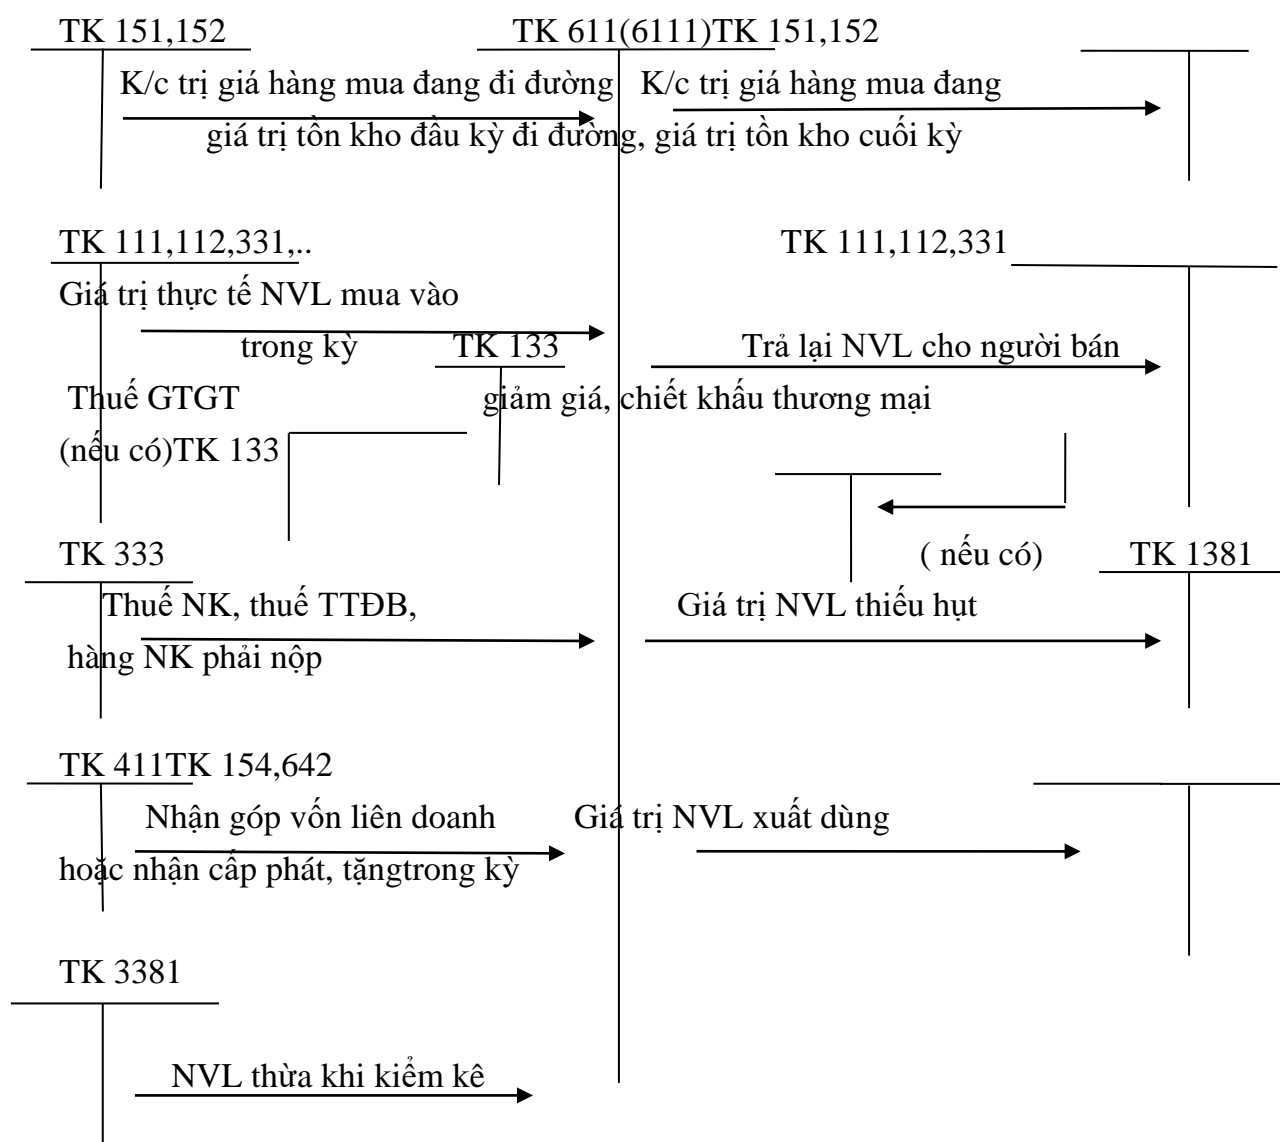 TK 151,152 TK 611(6111)TK 151,152
K/c trị giá hàng mua đang đi đường K/c trị giá hàng mua đang
giá trị tồn kho đầu kỳ đi đường, giá trị tồn kho cuối kỳ
TK 111,112,331,.. TK 111,112,331
Giá trị thực tế NVL mua vào
trong kỳ TK 133 Trả lại NVL cho người bán
Thuế GTGT giảm giá, chiết khấu thương mại
(nếu có)TK 133
TK 333 ( nếu có) TK 1381
Thuế NK, thuế TTĐB, Giá trị NVL thiếu hụt
hàng NK phải nộp
TK 411TK 154,642
Nhận góp vốn liên doanh Giá trị NVL xuất dùng
hoặc nhận cấp phát, tặngtrong kỳ
TK 3381
NVL thừa khi kiểm kê